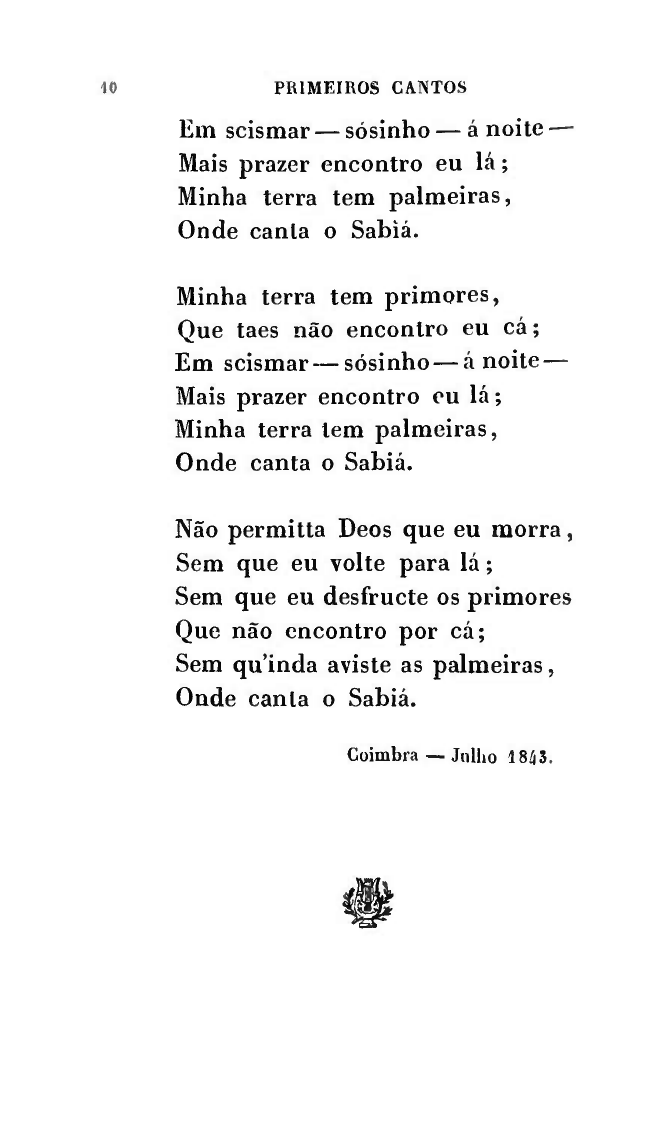 10 PRIMEIROS CANTOS
Em scismar — sósinho — á noite —
Mais prazer encontro eu lá ;
Minha terra tem palmeiras ,
Onde canta o Sabiá.
Minha terra tem primores ,
Que taes não encontro eu cá ;
Em scismar — sósinho — á noite —
Mais prazer encontro eu lá ;
Minha terra tem palmeiras ,
Onde canta o Sabiá.
Não permitta Deos que eu morra ,
Sem que eu volte para lá ;
Sem que eu desfructe os primores
Que não encontro por cá ;
Sem qu'inda aviste as palmeiras ,
Onde canta o Sabiá.
Coimbra — Julho 1843.